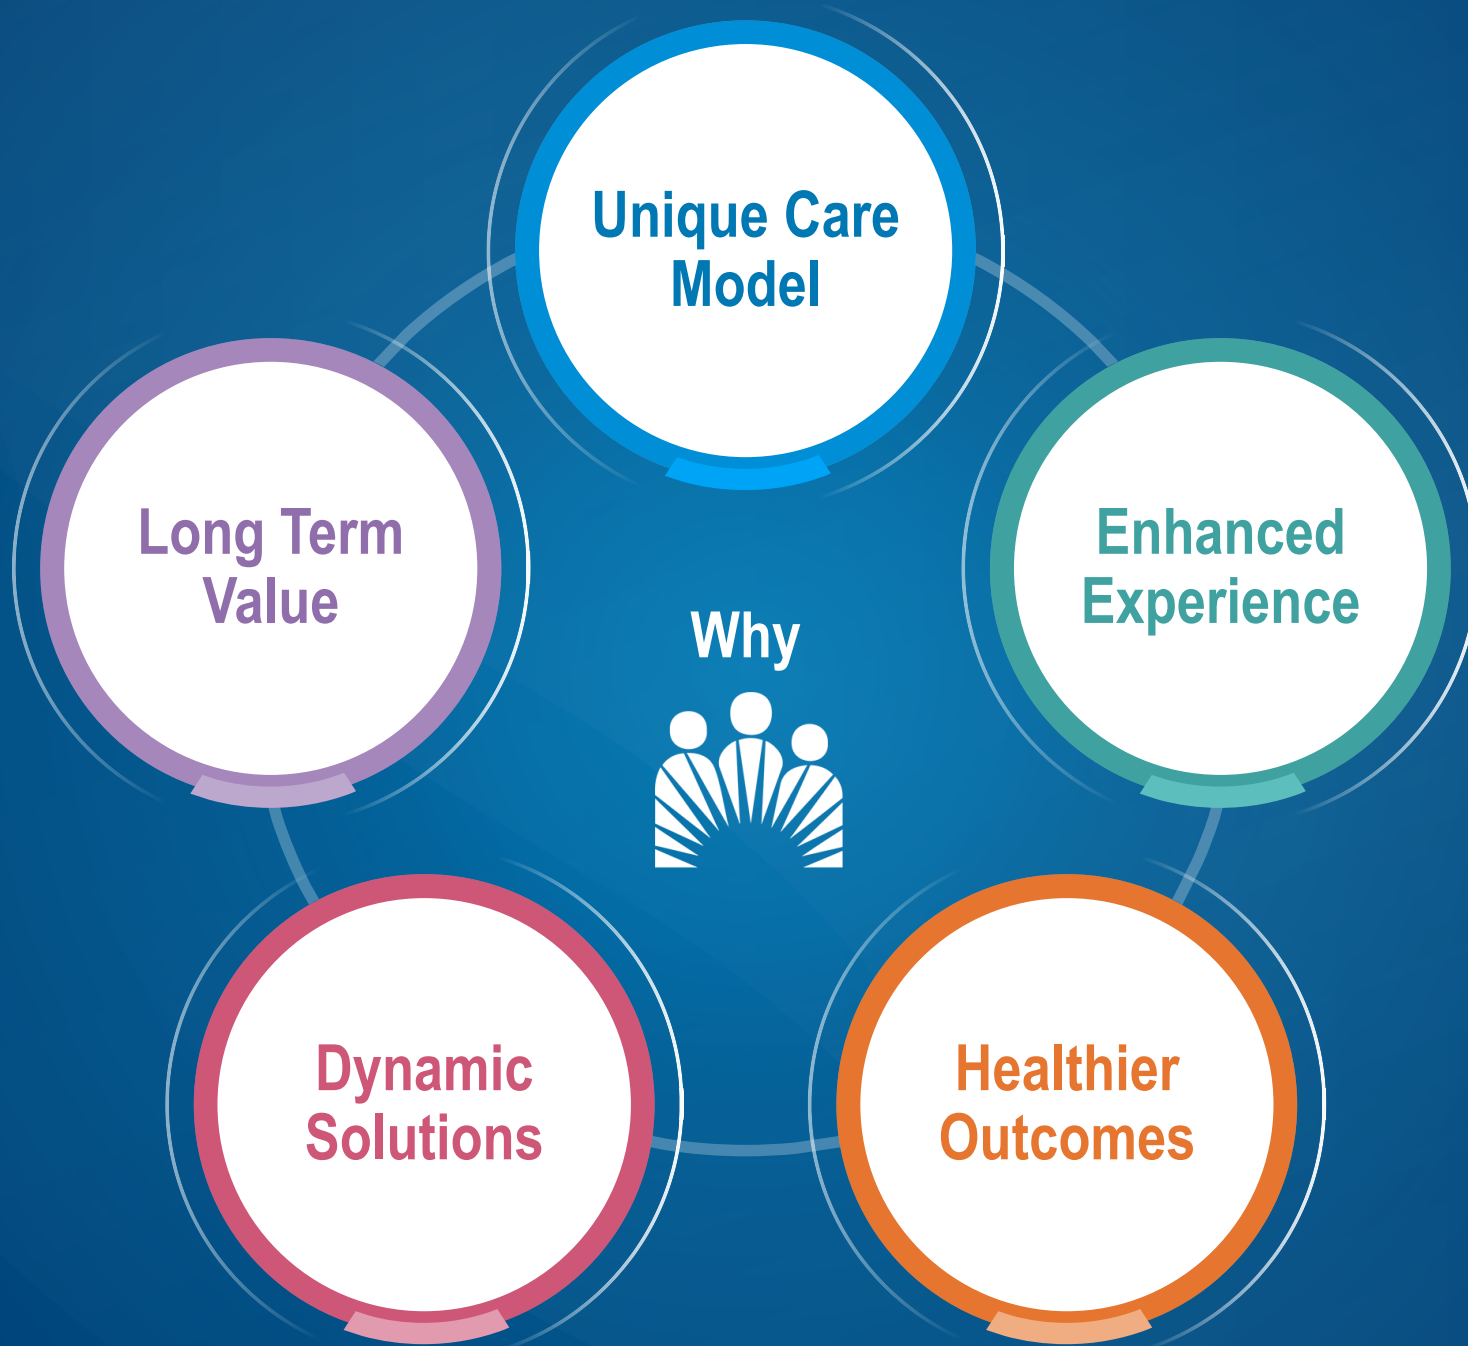 Unique Care
Model
Enhanced
Experience
Healthier
Outcomes
Dynamic
Solutions
Long Term
Value
Why